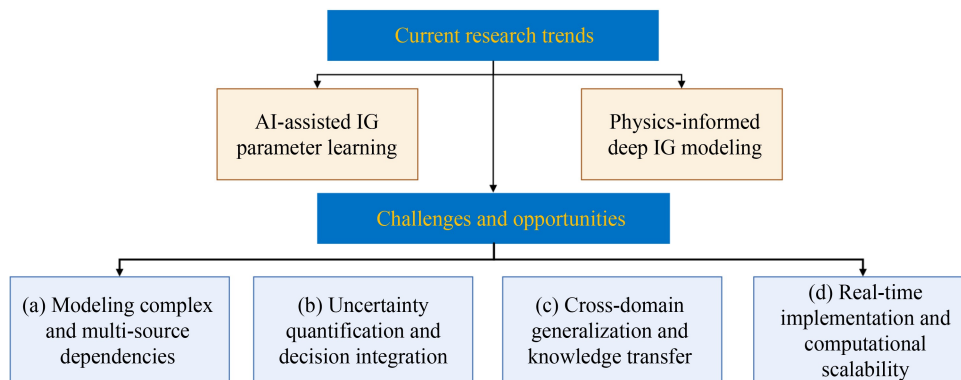 Current research trends
AI-assisted IG
parameter learning
Physics-informed
deep IG modeling
Challenges and opportunities
(a) Modeling complex
and multi-source
dependencies
(b) Uncertainty
quantification and
decision integration
(c) Cross-domain
generalization and
knowledge transfer
(d) Real-time
implementation and
computational
scalability